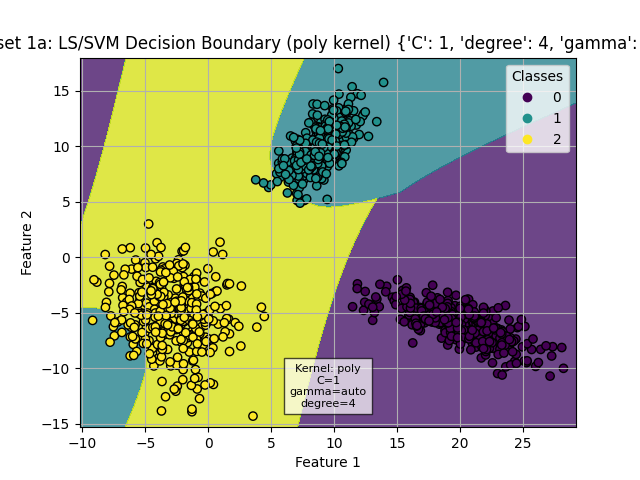 set 1a: LS/SVM Decision Boundary (poly kernel) {'C': 1, 'degree': 4, 'gamma':
Classes
0
1
2
Feature 2
15
10
5
0
−5
−10
−15
Kernel: poly
C=1
gamma=auto
degree=4
−10 −5 0 5 10 15 20 25
Feature 1